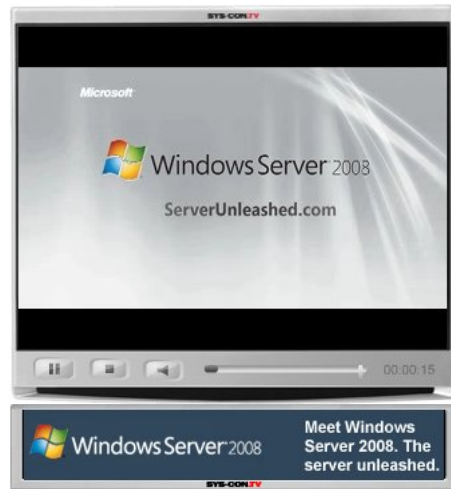 SYS-CON.TV
Microsoft
Windows Server 2008
ServerUnleashed.com
00:00:15
Windows Server 2008
Meet Windows
Server 2008. The
server unleashed.
SYS-CON.TV